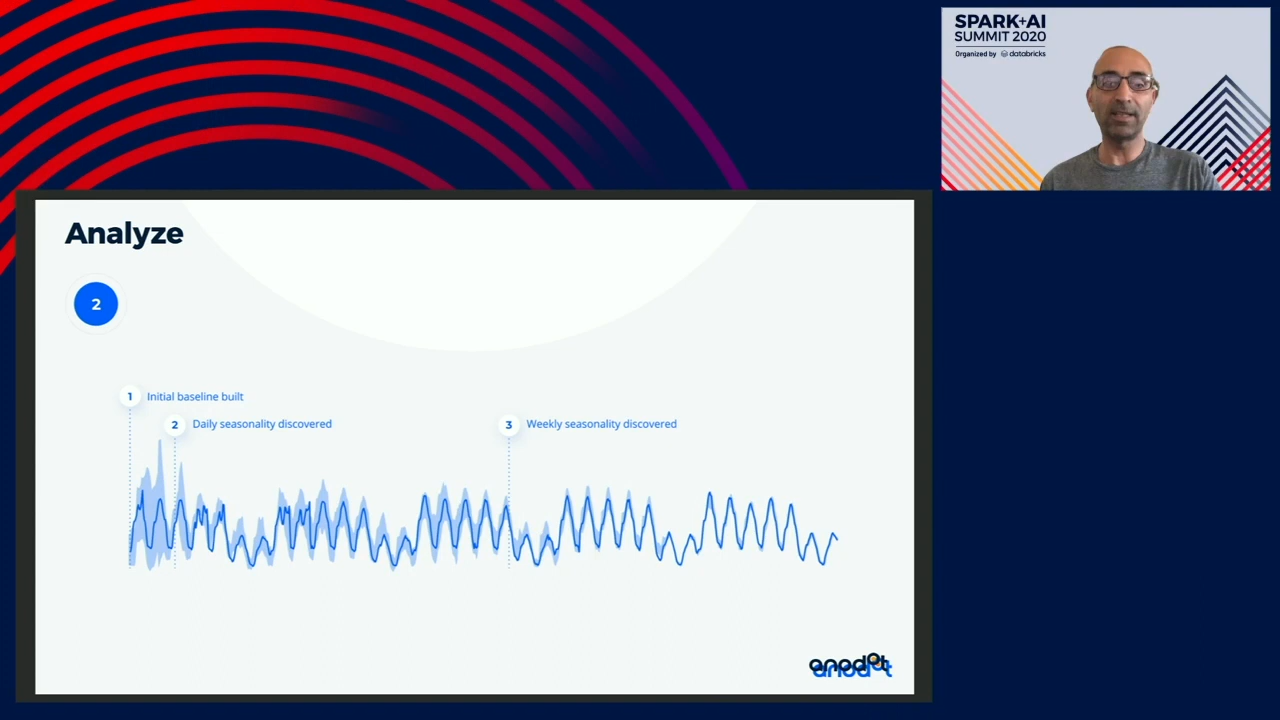 SPARK+AI
SUMMIT 2020
Organized by databricks
Analyze
2
1 Initial baseline built
2 Daily seasonality discovered
3 Weekly seasonality discovered
anodot